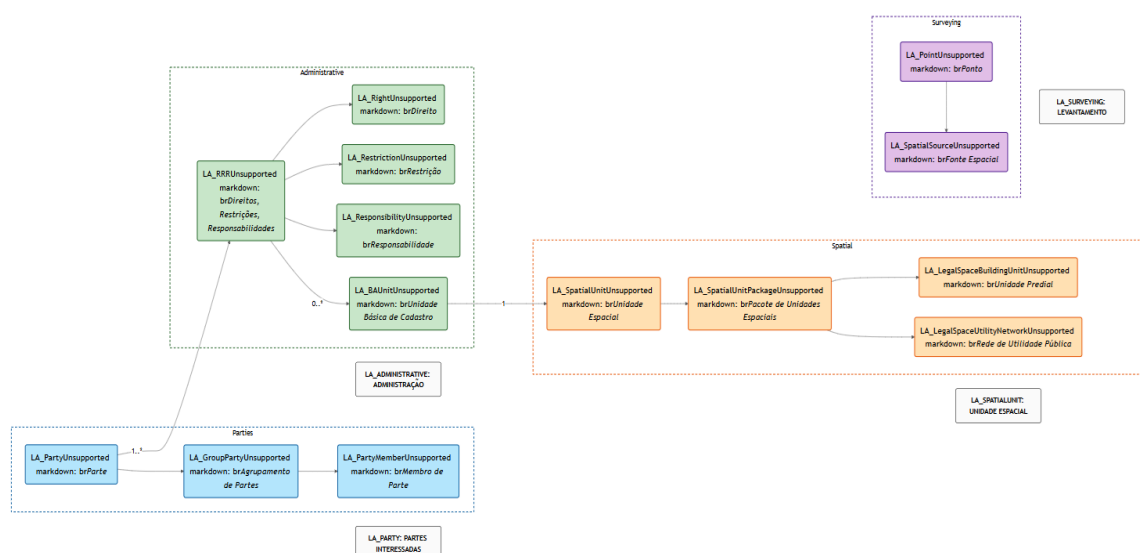 Surveying
LA_PointUnsupported
markdown: brPonto
LA_SpatialSourceUnsupported
markdown: brFonte Espacial
LA_SURVEYING:
LEVANTAMENTO
Administrative
LA_RightUnsupported
markdown: brDireito
LA_RestrictionUnsupported
markdown: brRestrição
LA_RRRUnsupported
markdown:
brDireitos,
Restrições,
Responsabilidades
LA_ResponsibilityUnsupported
markdown:
brResponsabilidade
0..*
LA_BAUnitUnsupported
markdown: brUnidade
Básica de Cadastro
1
Spatial
LA_SpatialUnitUnsupported
markdown: brUnidade
Espacial
LA_SpatialUnitPackageUnsupported
markdown: brPacote de Unidades
Espaciais
LA_LegalSpaceBuildingUnitUnsupported
markdown: brUnidade Predial
LA_LegalSpaceUtilityNetworkUnsupported
markdown: brRede de Utilidade Pública
LA_ADMINISTRATIVE:
ADMINISTRAÇÃO
LA_SPATIALUNIT:
UNIDADE ESPACIAL
Parties
LA_PartyUnsupported
markdown: brParte
1..*
LA_GroupPartyUnsupported
markdown: brAgrupamento
de Partes
LA_PartyMemberUnsupported
markdown: brMembro de
Parte
LA_PARTY: PARTES
INTERESSADAS